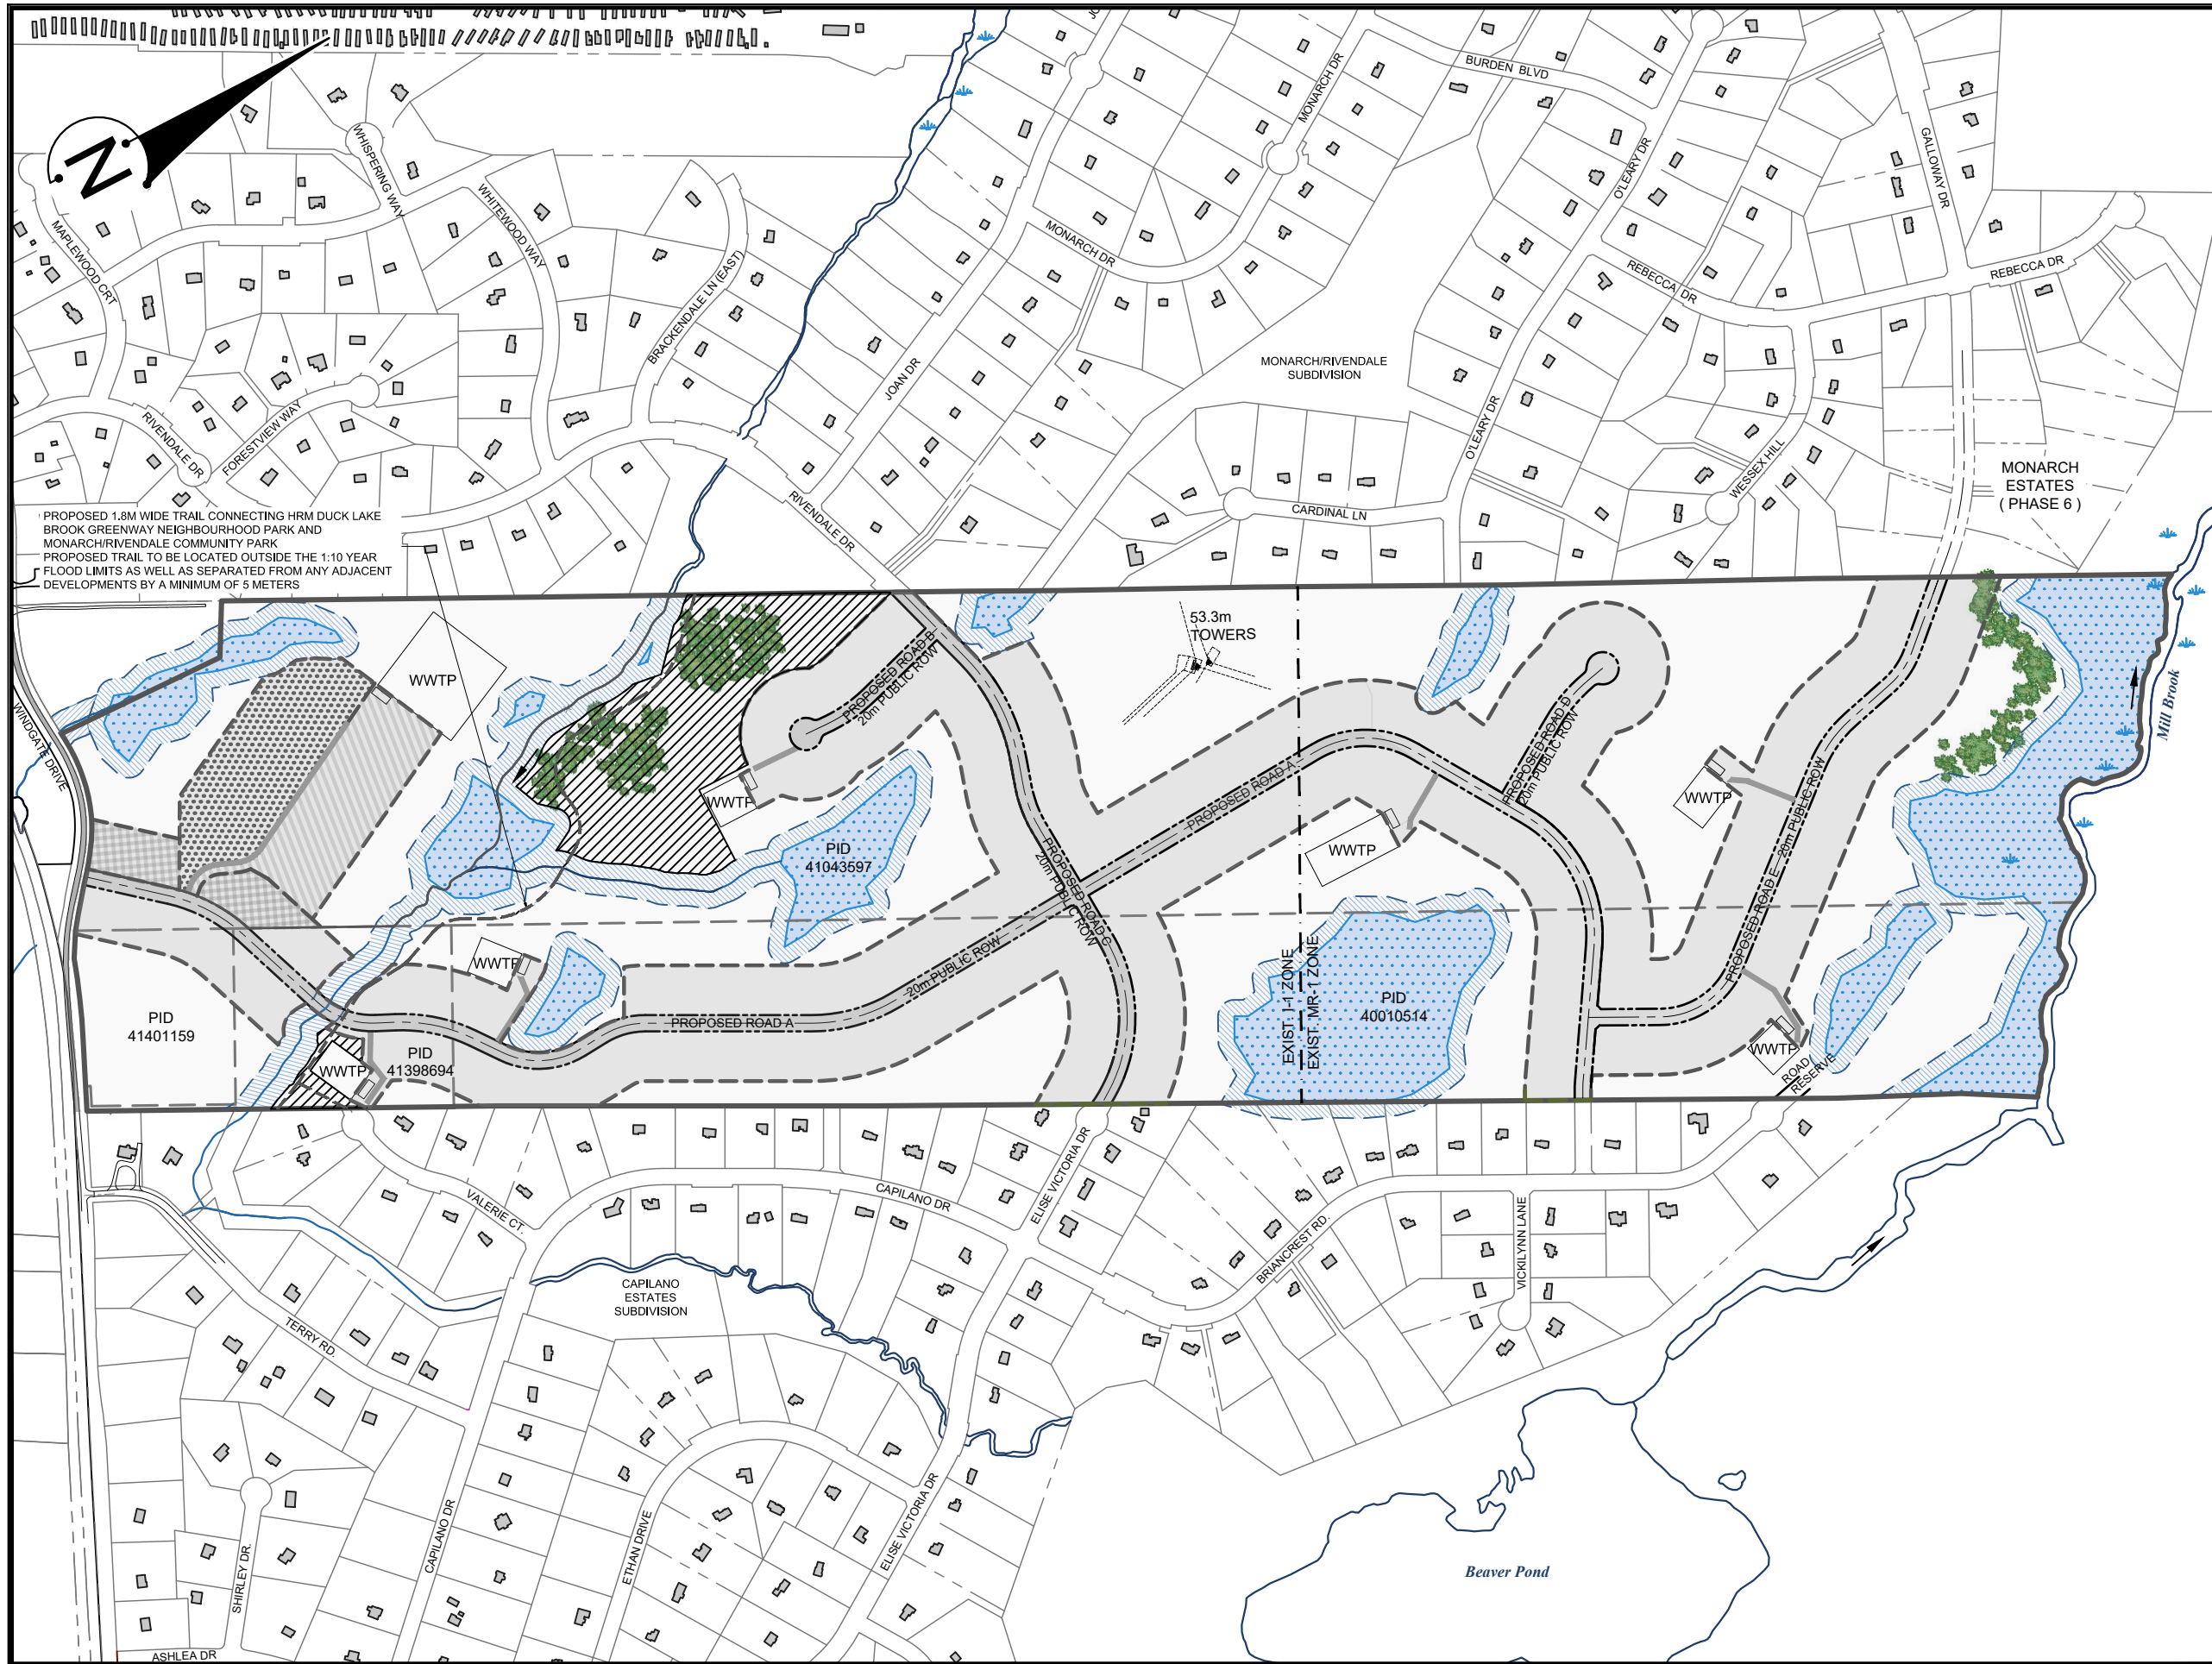 BURDEN BLVD
MONARCH DR
JO
N
WHISPERING WAY
WHITEWOOD WAY
MAPLEWOOD CRT
O'LEARY DR
GALLOWAY DR
MONARCH DR
REBECCA DR
REBECCA DR
BRACKENDALE LN (EAST)
JOAN DR
MONARCH/RIVENDALE
SUBDIVISION
RIVENDALE DR
FORESTVIEW WAY
O'LEARY DR
WESSEX HILL
MONARCH
ESTATES
( PHASE 6 )
RIVENDALE DR
CARDINAL LN
PROPOSED 1.8M WIDE TRAIL CONNECTING HRM DUCK LAKE
BROOK GREENWAY NEIGHBOURHOOD PARK AND
MONARCH/RIVENDALE COMMUNITY PARK
PROPOSED TRAIL TO BE LOCATED OUTSIDE THE 1:10 YEAR
FLOOD LIMITS AS WELL AS SEPARATED FROM ANY ADJACENT
DEVELOPMENTS BY A MINIMUM OF 5 METERS
53.3m
TOWERS
WWTP
PROPOSED ROAD B
20m PUBLIC ROW
WINDGATE DRIVE
Mill Brook
PROPOSED ROAD D
20m PUBLIC ROW
PROPOSED ROAD A
WWTP
WWTP
WWTP
PID
41043597
PROPOSED ROAD C
20m PUBLIC ROW
PROPOSED ROAD E
20m PUBLIC ROW
WWTP
20m PUBLIC ROW
PROPOSED ROAD A
PID
41401159
PID
41398694
WWTP
EXIST. I-1 ZONE
EXIST. MR-1 ZONE
PID
40010514
WWTP
ROAD
RESERVE
VALERIE CT.
CAPILANO DR
ELISE VICTORIA DR
BRIANCREST RD.
VICKILYNN LANE
CAPILANO
ESTATES
SUBDIVISION
TERRY RD.
CAPILANO DR
ETHAN DRIVE
ELISE VICTORIA DR
SHIRLEY DR.
ASHLEA DR
Beaver Pond